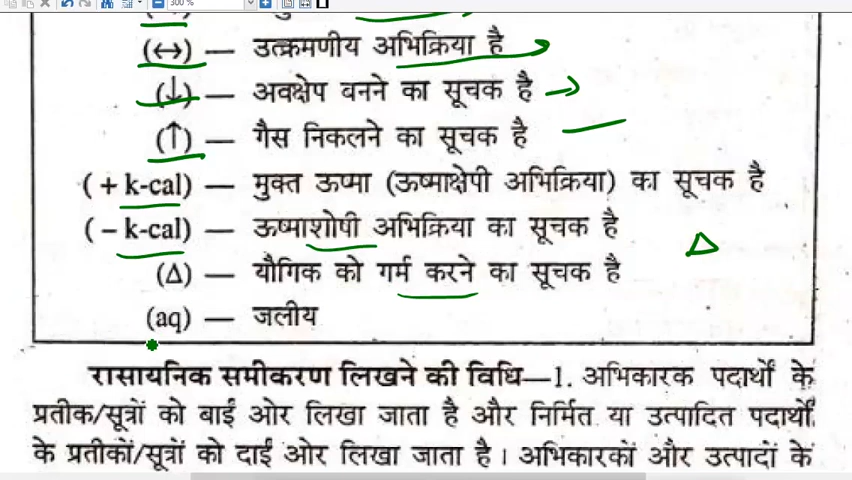 300 %
(↔) — उत्क्रमणीय अभिक्रिया है
(↓) — अवक्षेप बनने का सूचक है
(↑) — गैस निकलने का सूचक है
( + k-cal) — मुक्त ऊष्मा (ऊष्माक्षेपी अभिक्रिया) का सूचक है
( – k-cal) — ऊष्माशोषी अभिक्रिया का सूचक है
(Δ) — यौगिक को गर्म करने का सूचक है
Δ
(aq) — जलीय
रासायनिक समीकरण लिखने की विधि—1. अभिकारक पदार्थों के
प्रतीक/सूत्रों को बाईं ओर लिखा जाता है और निर्मित या उत्पादित पदार्थों
के प्रतीकों/सूत्रों को दाईं ओर लिखा जाता है। अभिकारकों और उत्पादों के